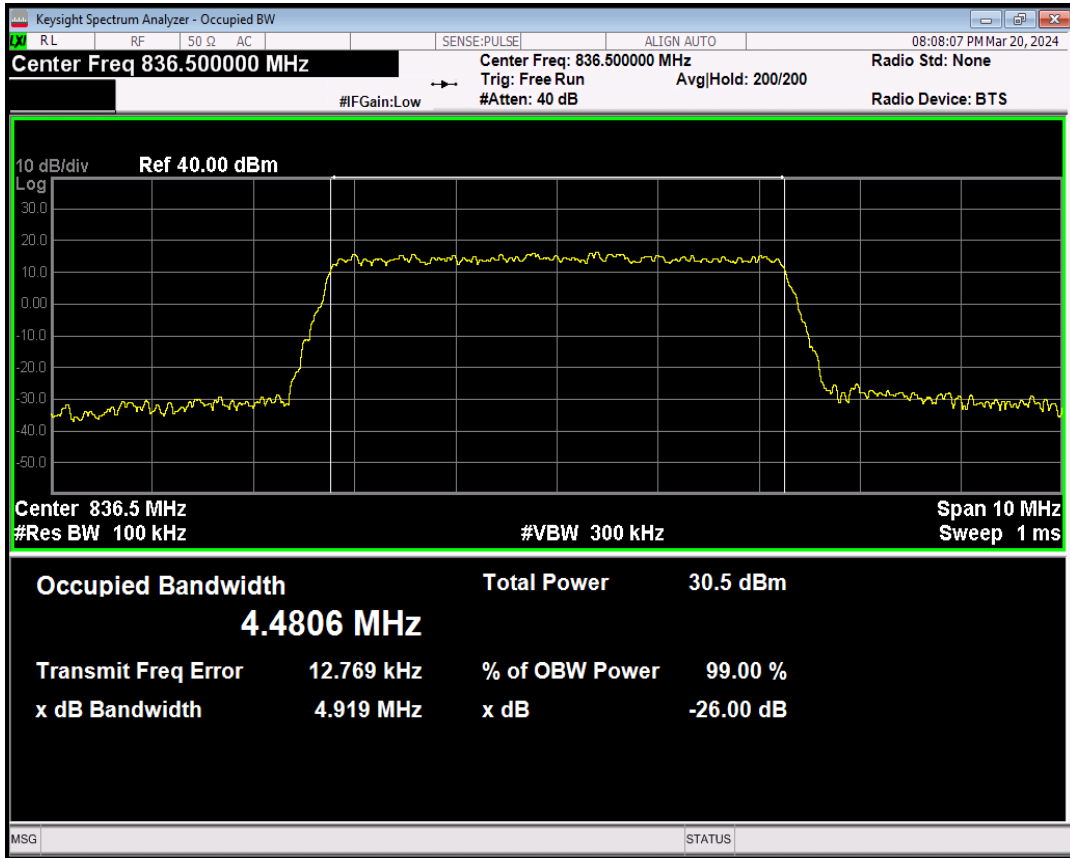 Keysight Spectrum Analyzer - Occupied BW
LXI RL RF 50 Ω AC SENSE:PULSE ALIGN AUTO 08:08:07 PM Mar 20, 2024
Center Freq 836.500000 MHz Center Freq: 836.500000 MHz Radio Std: None
Trig: Free Run Avg|Hold: 200/200
#IFGain:Low #Atten: 40 dB Radio Device: BTS
10 dB/div Ref 40.00 dBm
Log
30.0
20.0
10.0
0.00
-10.0
-20.0
-30.0
-40.0
-50.0
Center 836.5 MHz Span 10 MHz
#Res BW 100 kHz #VBW 300 kHz Sweep 1 ms
Occupied Bandwidth Total Power 30.5 dBm
4.4806 MHz
Transmit Freq Error 12.769 kHz % of OBW Power 99.00 %
x dB Bandwidth 4.919 MHz x dB -26.00 dB
MSG STATUS